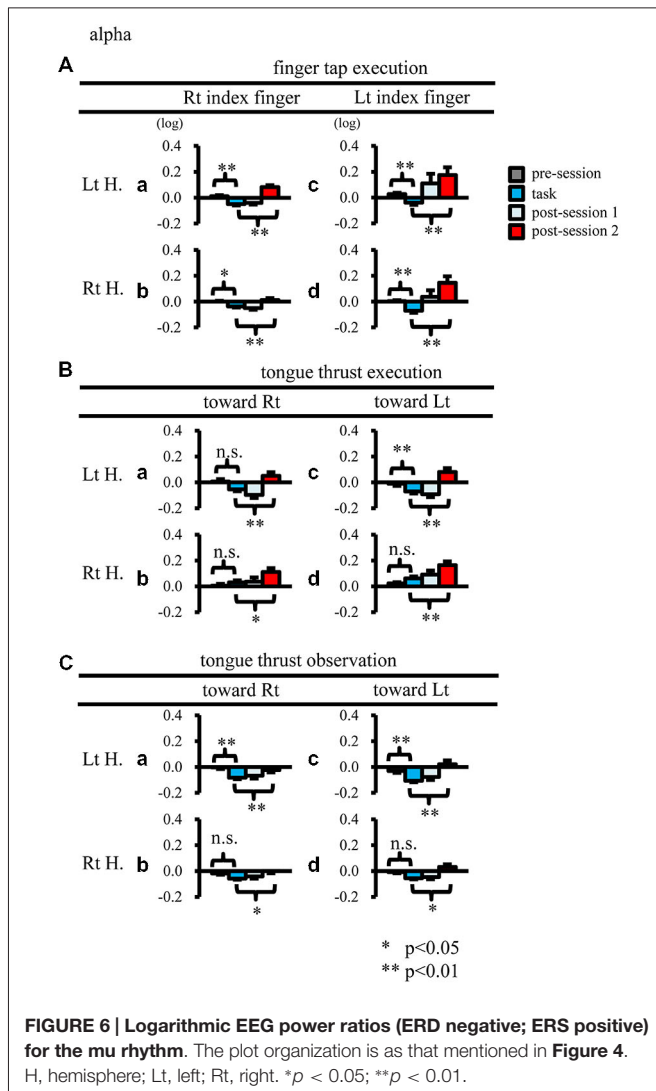 alpha
A finger tap execution
Rt index finger Lt index finger
(log) (log)
Lt H. a 0.4 0.2 0.0 -0.2 ** ** c 0.4 0.2 0.0 -0.2 ** **
pre-session
task
post-session 1
post-session 2
Rt H. b 0.4 0.2 0.0 -0.2 * ** d 0.4 0.2 0.0 -0.2 ** **
B tongue thrust execution
toward Rt toward Lt
Lt H. a 0.4 0.2 0.0 -0.2 n.s. ** c 0.4 0.2 0.0 -0.2 ** **
Rt H. b 0.4 0.2 0.0 -0.2 n.s. * d 0.4 0.2 0.0 -0.2 n.s. **
C tongue thrust observation
toward Rt toward Lt
Lt H. a 0.4 0.2 0.0 -0.2 ** ** c 0.4 0.2 0.0 -0.2 ** **
Rt H. b 0.4 0.2 0.0 -0.2 n.s. * d 0.4 0.2 0.0 -0.2 n.s. *
* p<0.05
** p<0.01
FIGURE 6 | Logarithmic EEG power ratios (ERD negative; ERS positive)
for the mu rhythm. The plot organization is as that mentioned in Figure 4.
H, hemisphere; Lt, left; Rt, right. *p < 0.05; **p < 0.01.